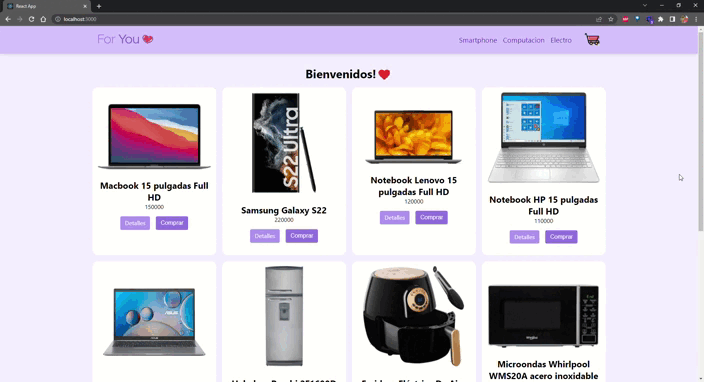 React App
localhost:3000
For You
Smartphone Computacion Electro
Bienvenidos!
S22 Ultra
Macbook 15 pulgadas Full
HD
150000
Detalles Comprar
Samsung Galaxy S22
220000
Detalles Comprar
Notebook Lenovo 15
pulgadas Full HD
120000
Detalles Comprar
Notebook HP 15 pulgadas
Full HD
110000
Detalles Comprar
Microondas Whirlpool
WMS20A acero inoxidable